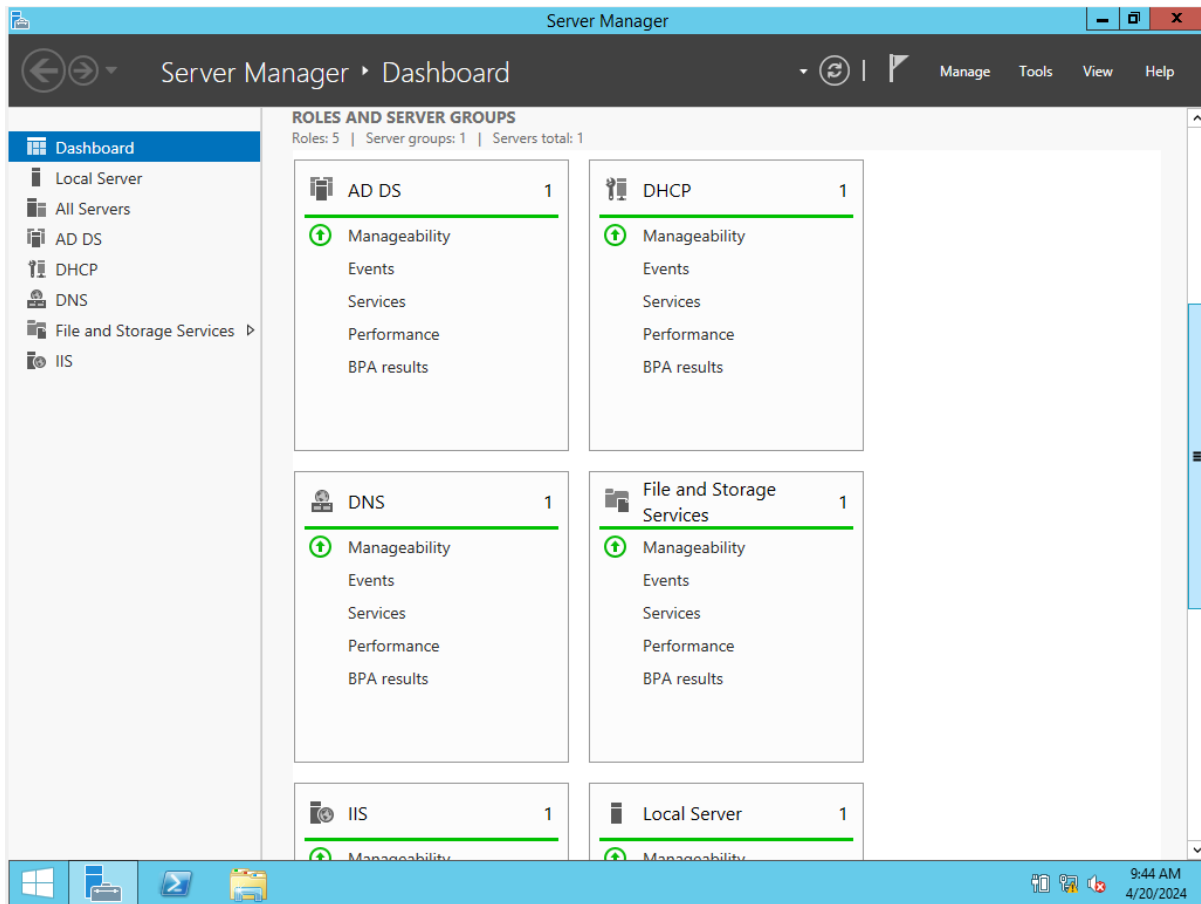 Server Manager
Server Manager • Dashboard
Manage Tools View Help
Dashboard
Local Server
All Servers
AD DS
DHCP
DNS
File and Storage Services
IIS
ROLES AND SERVER GROUPS
Roles: 5 | Server groups: 1 | Servers total: 1
AD DS 1
Manageability
Events
Services
Performance
BPA results
DHCP 1
Manageability
Events
Services
Performance
BPA results
DNS 1
Manageability
Events
Services
Performance
BPA results
File and Storage
Services 1
Manageability
Events
Services
Performance
BPA results
IIS 1
Manageability
Local Server 1
Manageability
9:44 AM
4/20/2024